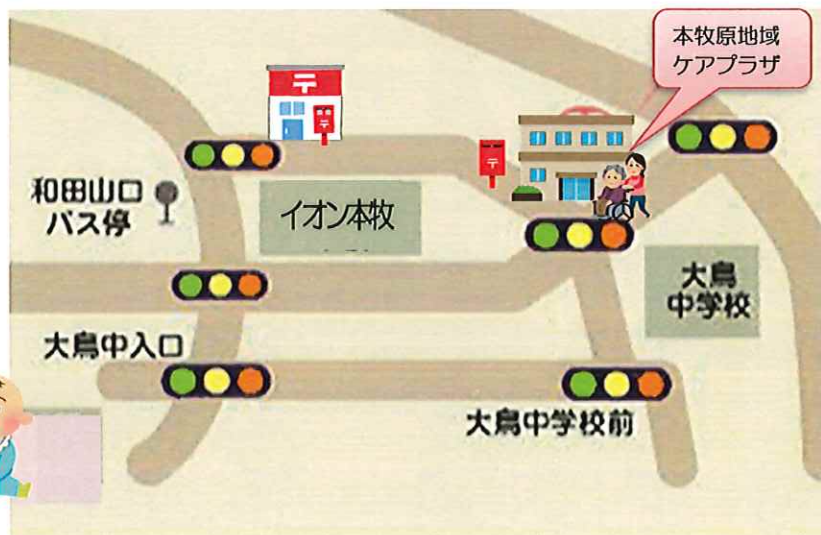 本牧原地域
ケアプラザ
和田山口
バス停
イオン本牧
大鳥
中学校
大鳥中入口
大鳥中学校前